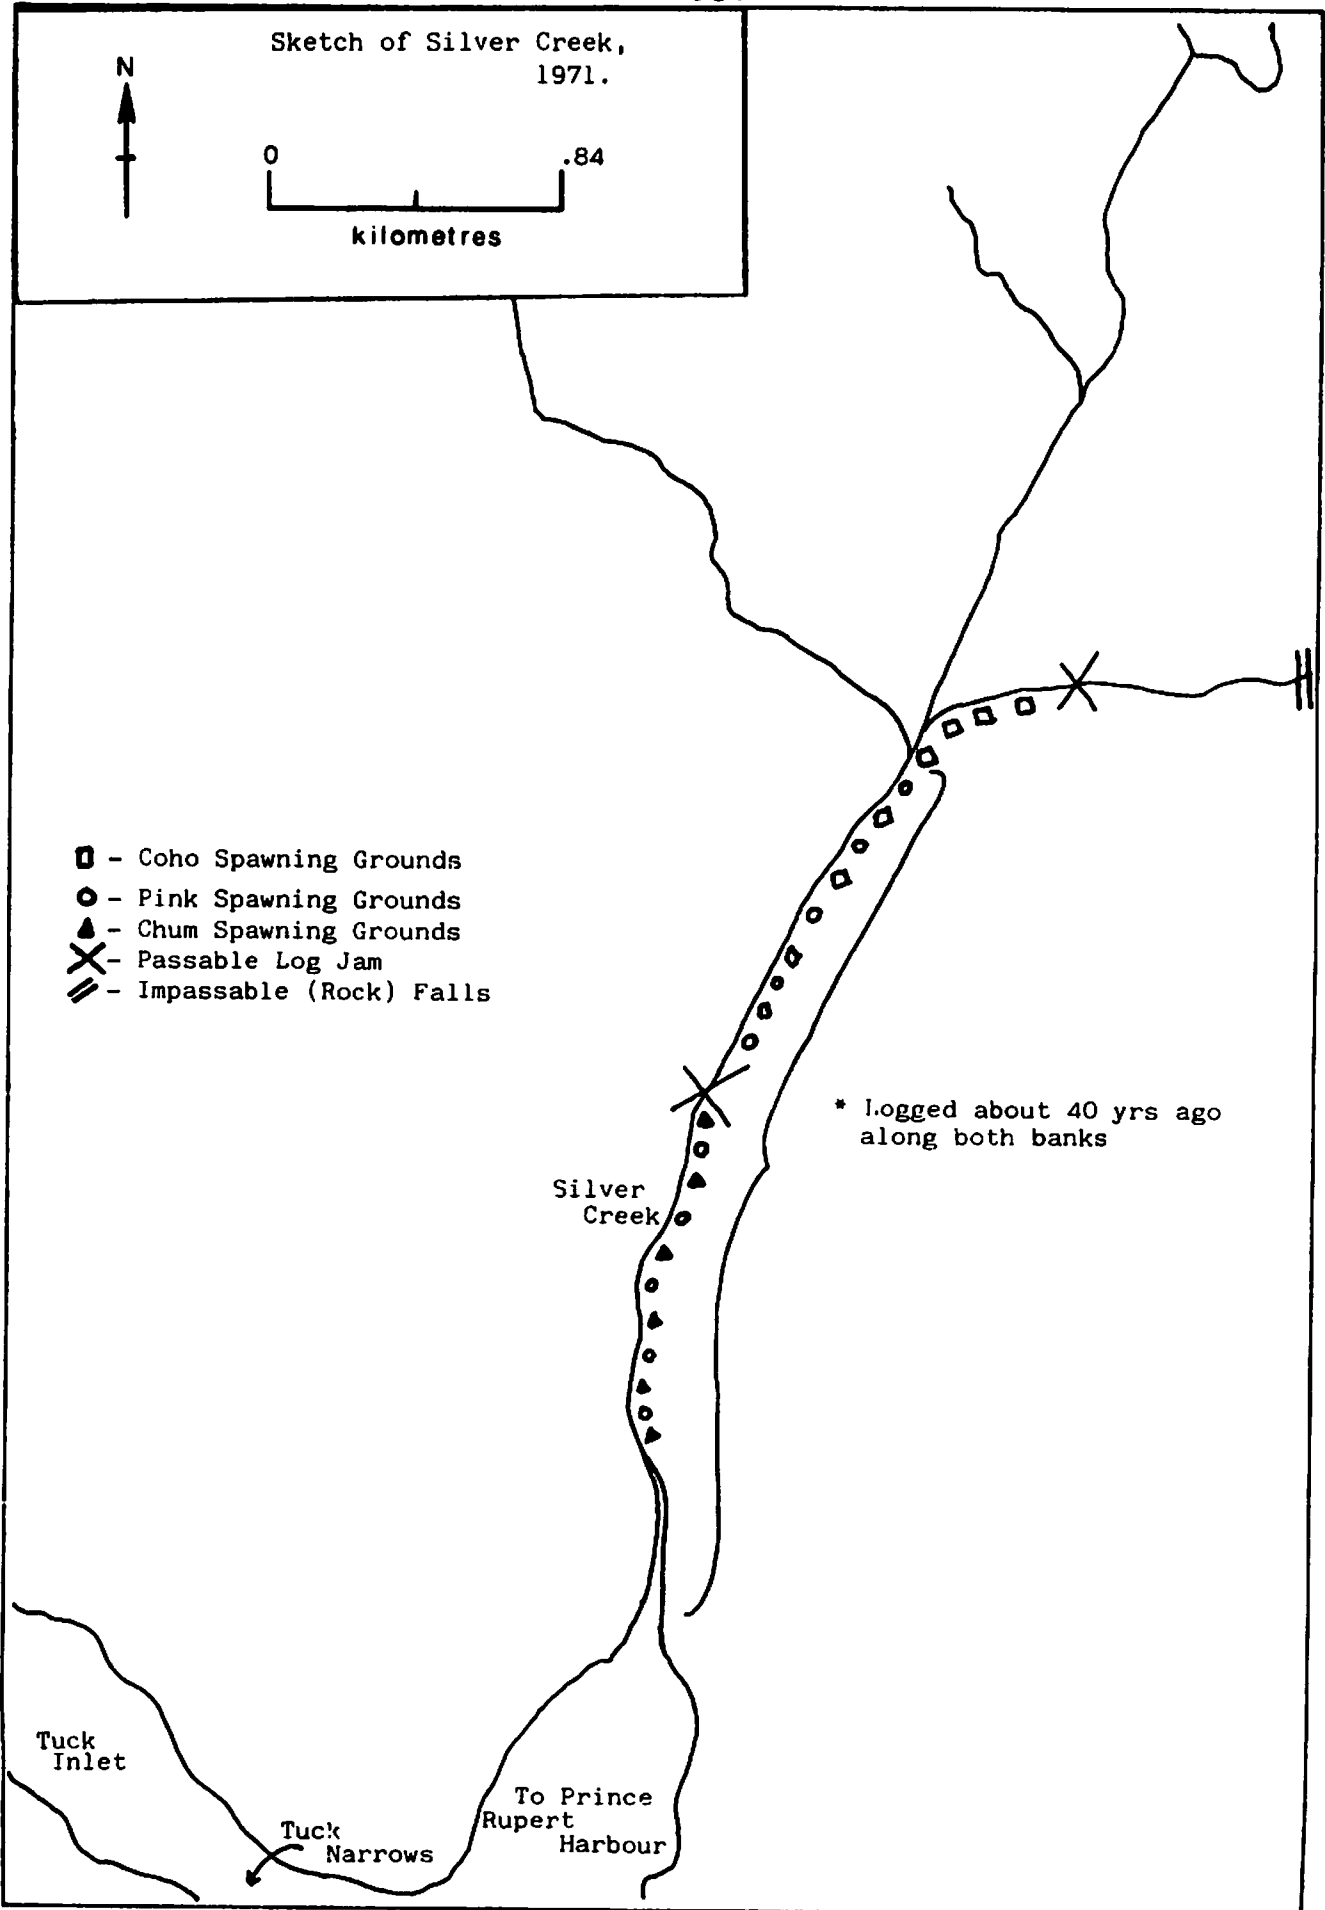 Sketch of Silver Creek,
1971.
N
0 .84
kilometres
- Coho Spawning Grounds
- Pink Spawning Grounds
- Chum Spawning Grounds
- Passable Log Jam
- Impassable (Rock) Falls
* Logged about 40 yrs ago
along both banks
Silver
Creek
Tuck
Inlet
To Prince
Rupert
Harbour
Tuck
Narrows